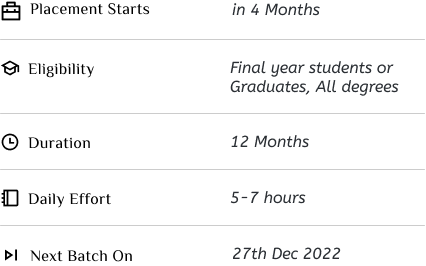 Placement Starts in 4 Months
Eligibility Final year students or
Graduates, All degrees
Duration 12 Months
Daily Effort 5-7 hours
Next Batch On 27th Dec 2022